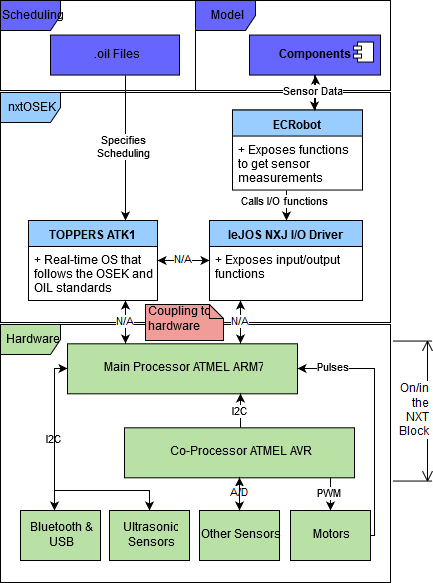 Scheduling
Model
.oil Files
Components
Sensor Data
nxtOSEK
ECRobot
+ Exposes functions
to get sensor
measurements
Specifies
Scheduling
Calls I/O functions
TOPPERS ATK1
+ Real-time OS that
follows the OSEK and
OIL standards
N/A
leJOS NXJ I/O Driver
+ Exposes input/output
functions
N/A
Coupling to
hardware
N/A
Hardware
Main Processor ATMEL ARM7
Pulses
On/in
the
NXT
Block
I2C
I2C
Co-Processor ATMEL AVR
A/D
PWM
Bluetooth &
USB
Ultrasonic
Sensors
Other Sensors
Motors